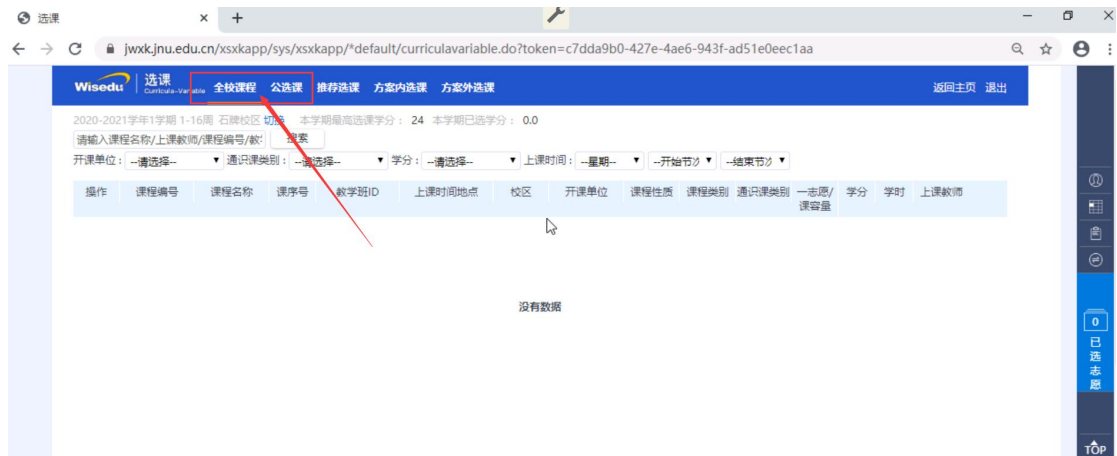 选课
jwxk.jnu.edu.cn/xsxkapp/sys/xsxkapp/*default/curriculavariable.do?token=c7dda9b0-427e-4ae6-943f-ad51e0eec1aa
Wisedu 选课 Curricula-Variable 全校课程 公选课 推荐选课 方案内选课 方案外选课 返回主页 退出
2020-2021学年1学期 1-16周 石牌校区 切换 本学期最高选课学分： 24 本学期已选学分： 0.0
请输入课程名称/上课教师/课程编号/教 搜索
开课单位： --请选择-- 通识课类别： --请选择-- 学分： --请选择-- 上课时间： --星期-- --开始节次 --结束节次
操作 课程编号 课程名称 课序号 教学班ID 上课时间地点 校区 开课单位 课程性质 课程类别 通识课类别 一志愿/课容量 学分 学时 上课教师
没有数据
0
已选志愿
TOP